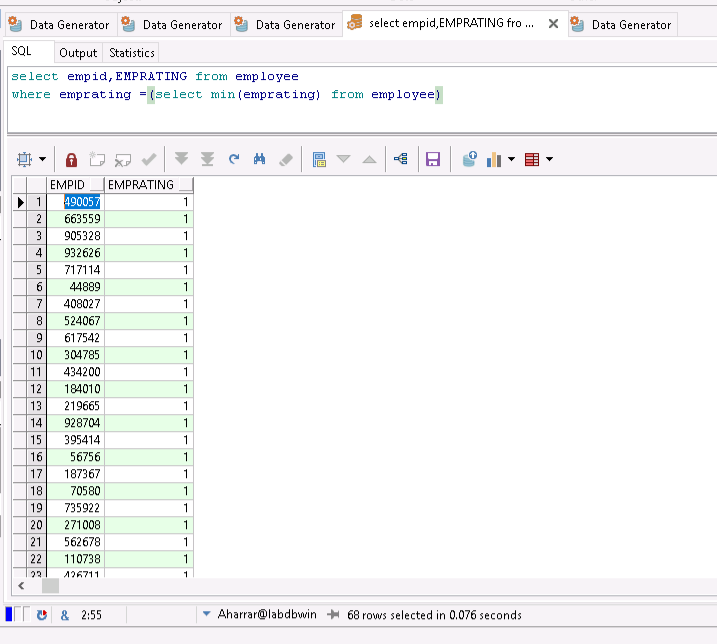 Data Generator Data Generator Data Generator select empid,EMPRATING fro ... Data Generator
SQL Output Statistics
select empid,EMPRATING from employee
where emprating =(select min(emprating) from employee)
EMPID EMPRATING
1 490057 1
2 663559 1
3 905328 1
4 932626 1
5 717114 1
6 44889 1
7 408027 1
8 524067 1
9 617542 1
10 304785 1
11 434200 1
12 184010 1
13 219665 1
14 928704 1
15 395414 1
16 56756 1
17 187367 1
18 70580 1
19 735922 1
20 271008 1
21 562678 1
22 110738 1
23 426711 1
& 2:55 Aharrar@labdbwin 68 rows selected in 0.076 seconds